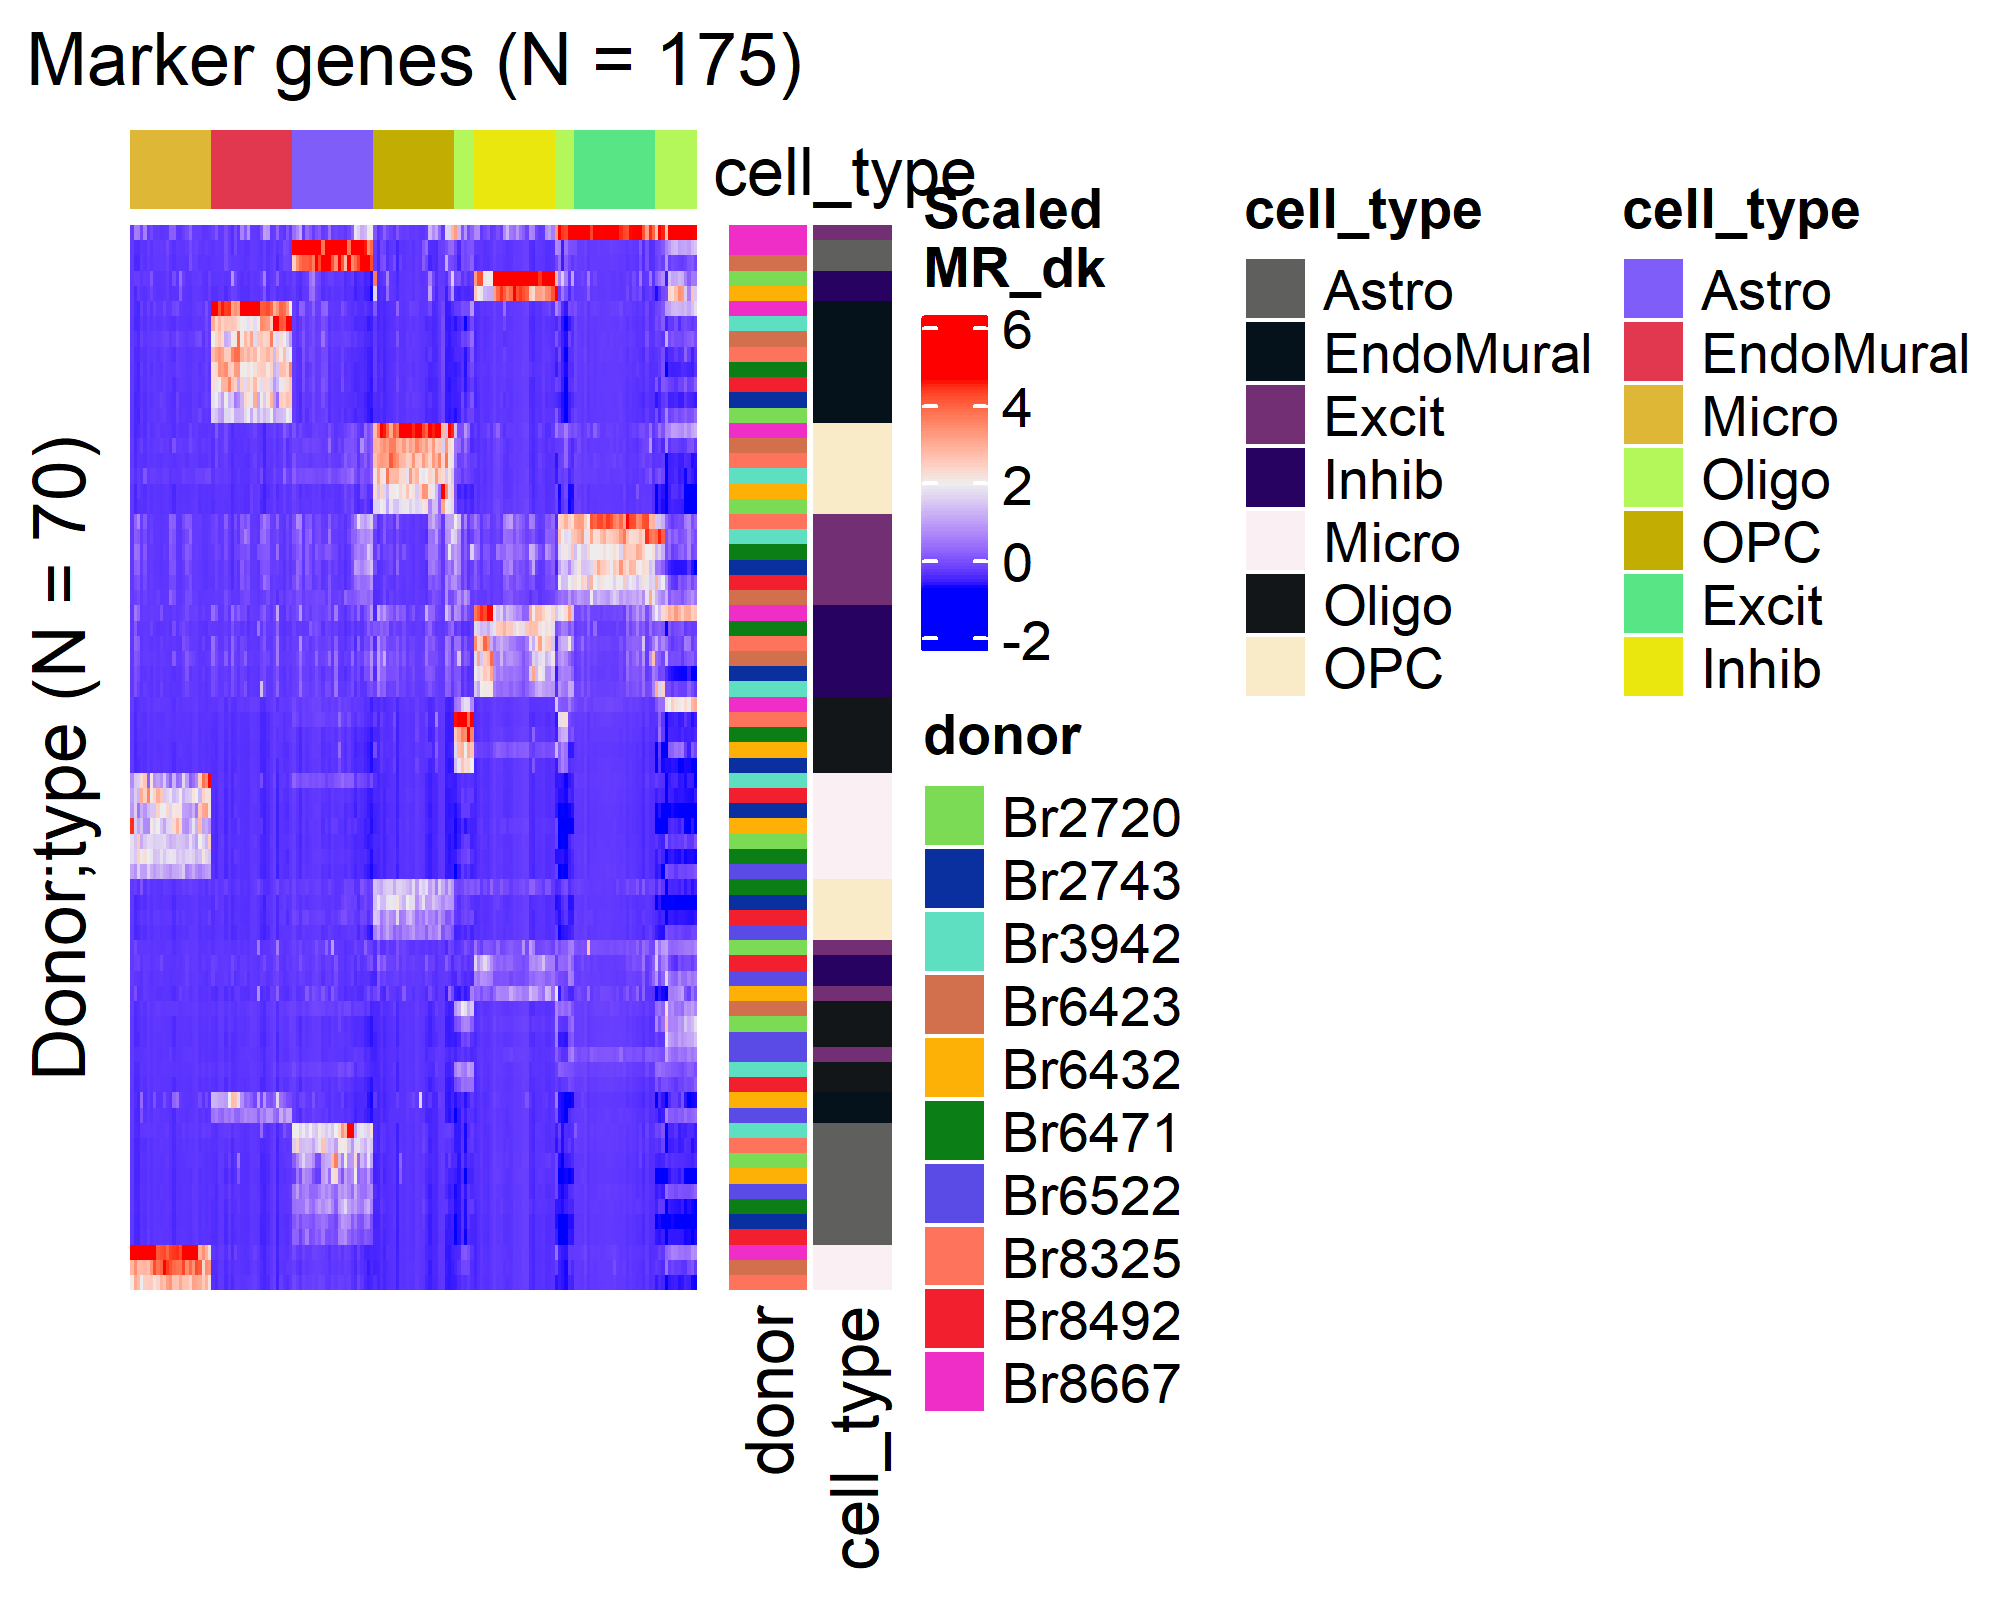 Marker genes (N = 175)
cell_type
Donor;type (N = 70)
donor
cell_type
Scaled
MR_dk
6
4
2
0
-2
donor
Br2720
Br2743
Br3942
Br6423
Br6432
Br6471
Br6522
Br8325
Br8492
Br8667
cell_type
Astro
EndoMural
Excit
Inhib
Micro
Oligo
OPC
cell_type
Astro
EndoMural
Micro
Oligo
OPC
Excit
Inhib